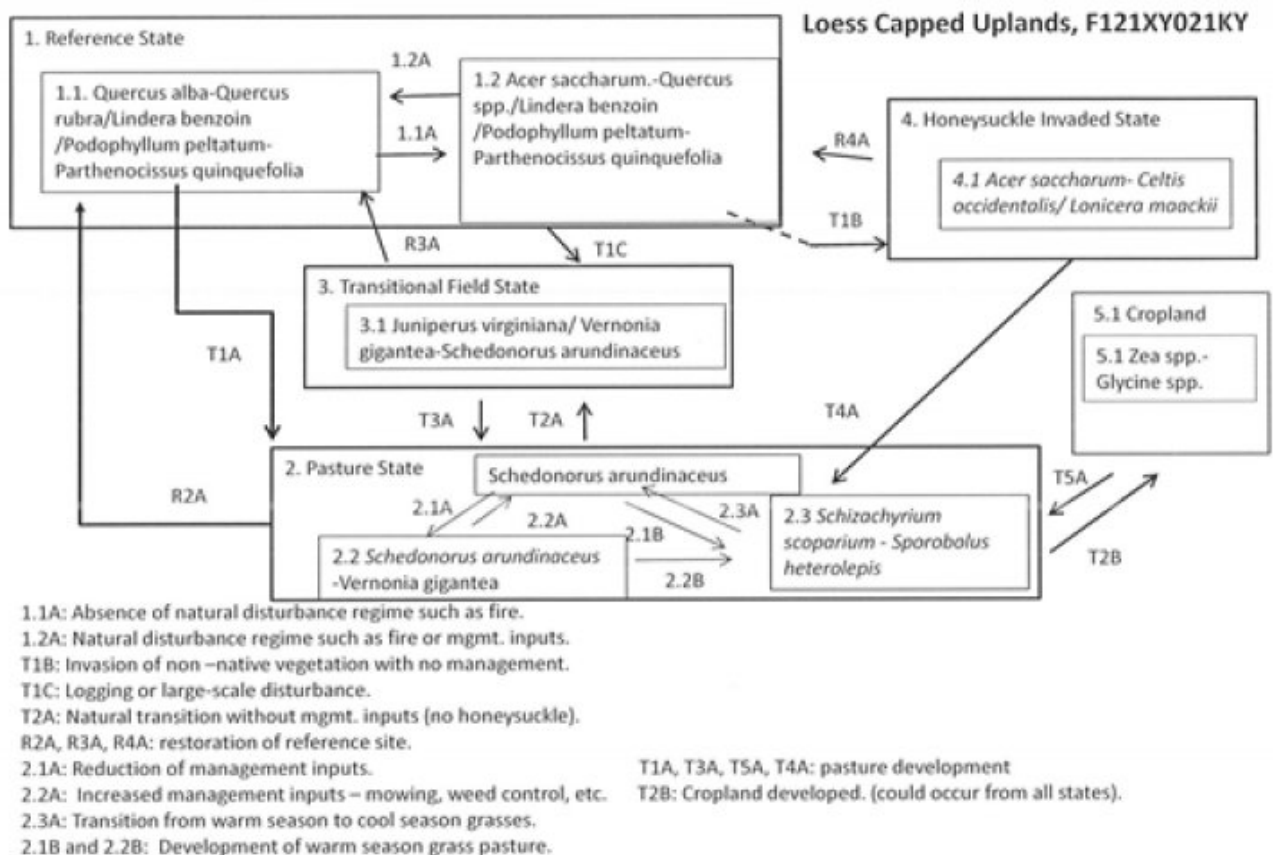 Loess Capped Uplands, F121XY021KY
1. Reference State
1.2A
1.1. Quercus alba-Quercus
rubra/Lindera benzoin
/Podophyllum peltatum-
Parthenocissus quinquefolia
1.1A
1.2 Acer saccharum.-Quercus
spp./Lindera benzoin
/Podophyllum peltatum-
Parthenocissus quinquefolia
4. Honeysuckle Invaded State
R4A
4.1 Acer saccharum- Celtis
occidentalis/ Lonicera maackii
T1B
R3A
T1C
3. Transitional Field State
3.1 Juniperus virginiana/ Vernonia
gigantea-Schedonorus arundinaceus
5.1 Cropland
5.1 Zea spp.-
Glycine spp.
T1A
T3A
T2A
T4A
2. Pasture State
Schedonorus arundinaceus
R2A
2.1A
2.2A
2.1B
2.3A
2.3 Schizachyrium
scoparium - Sporobolus
heterolepis
T5A
T2B
2.2 Schedonorus arundinaceus
-Vernonia gigantea
2.2B
1.1A: Absence of natural disturbance regime such as fire.
1.2A: Natural disturbance regime such as fire or mgmt. inputs.
T1B: Invasion of non –native vegetation with no management.
T1C: Logging or large-scale disturbance.
T2A: Natural transition without mgmt. inputs (no honeysuckle).
R2A, R3A, R4A: restoration of reference site.
2.1A: Reduction of management inputs.
2.2A: Increased management inputs – mowing, weed control, etc.
2.3A: Transition from warm season to cool season grasses.
2.1B and 2.2B: Development of warm season grass pasture.
T1A, T3A, T5A, T4A: pasture development
T2B: Cropland developed. (could occur from all states).